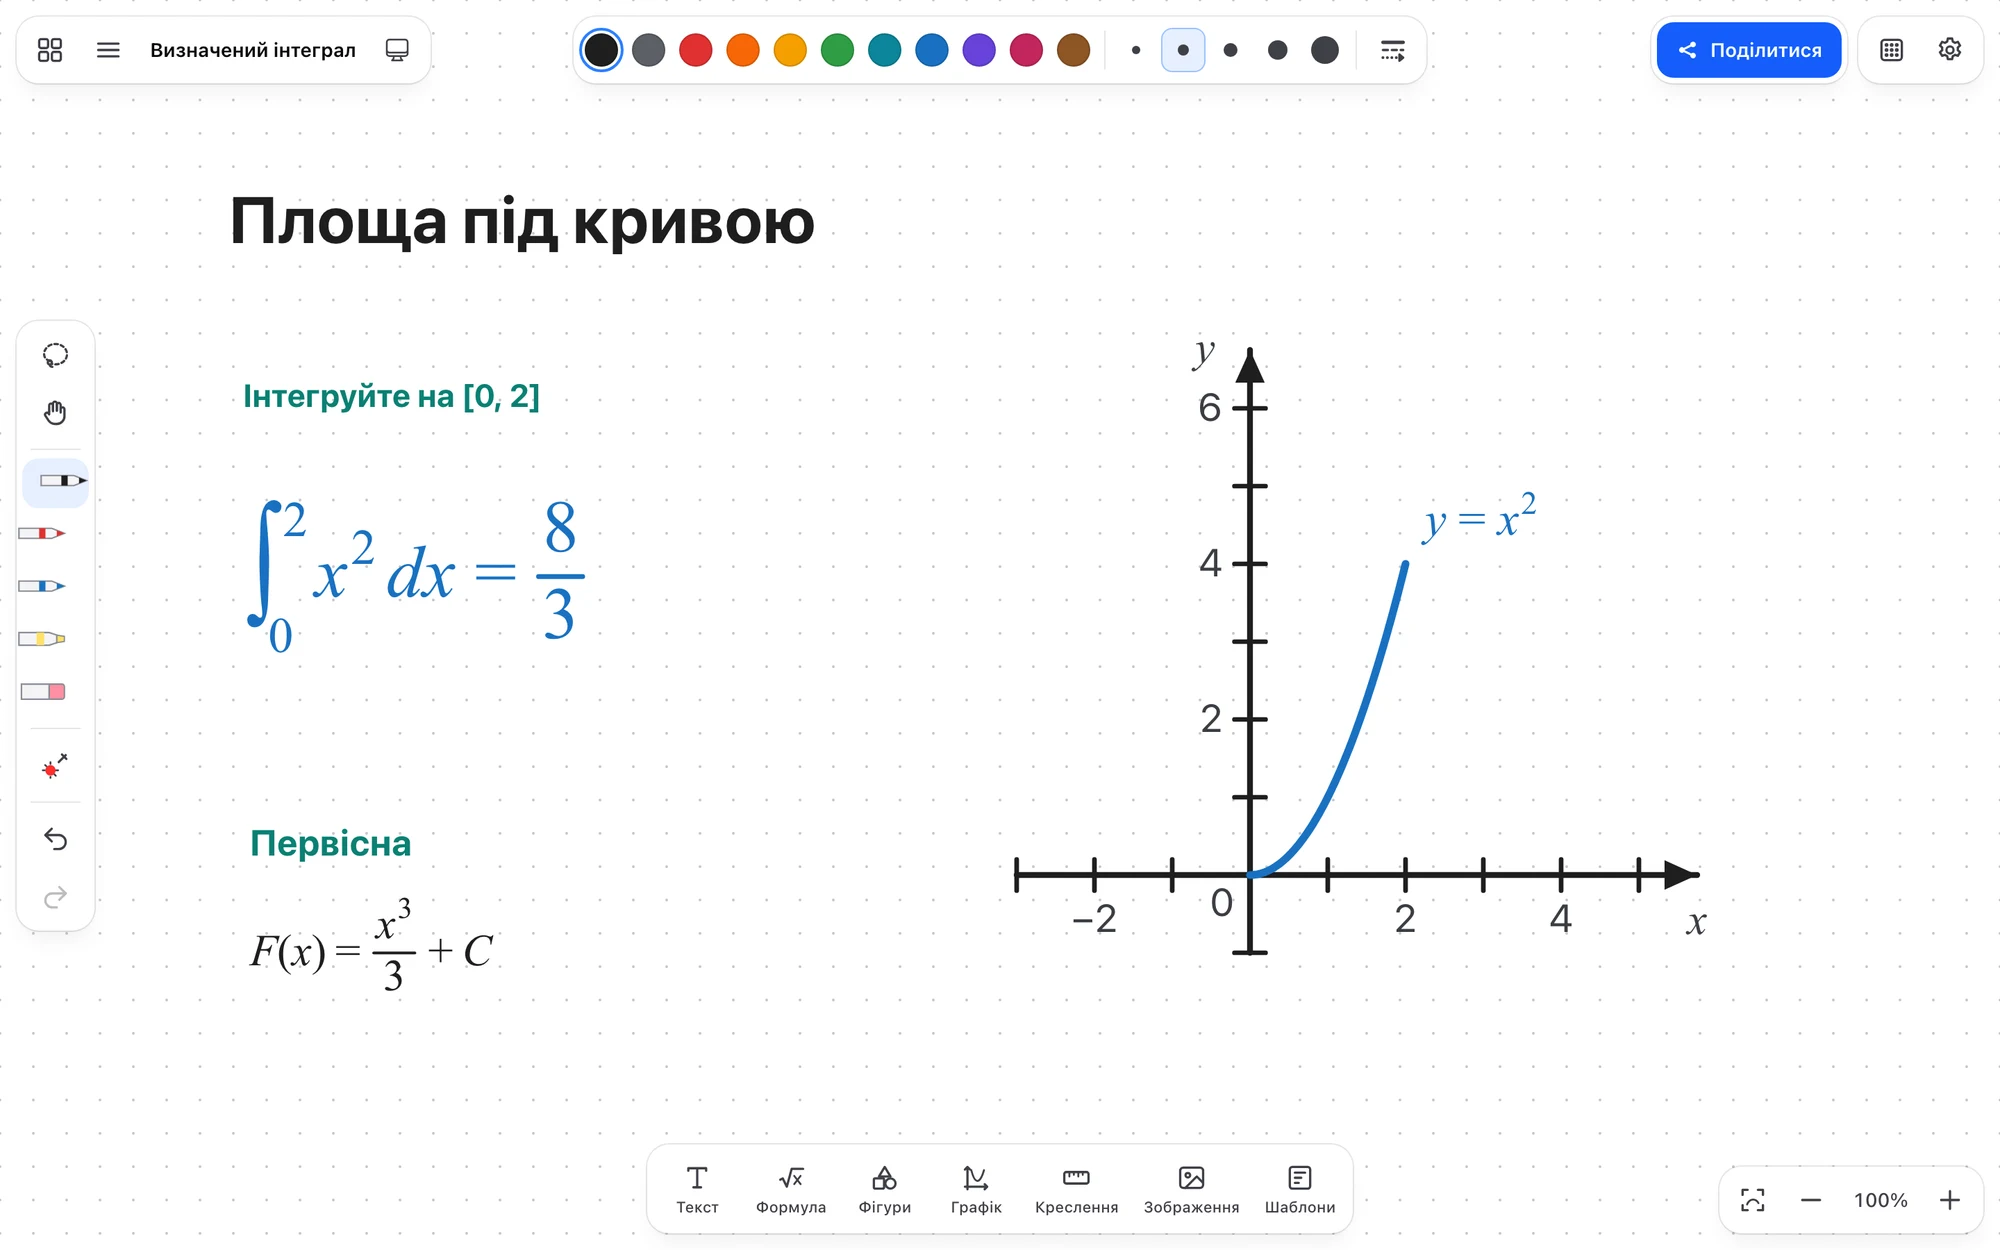 Визначений інтеграл
Поділитися
Площа під кривою
Інтегруйте на [0, 2]
∫₀² x² dx = 8/3
Первісна
F(x) = x³/3 + C
y
6
4
2
y = x²
−2
0
2
4
x
Текст
Формула
Фігури
Графік
Креслення
Зображення
Шаблони
100%